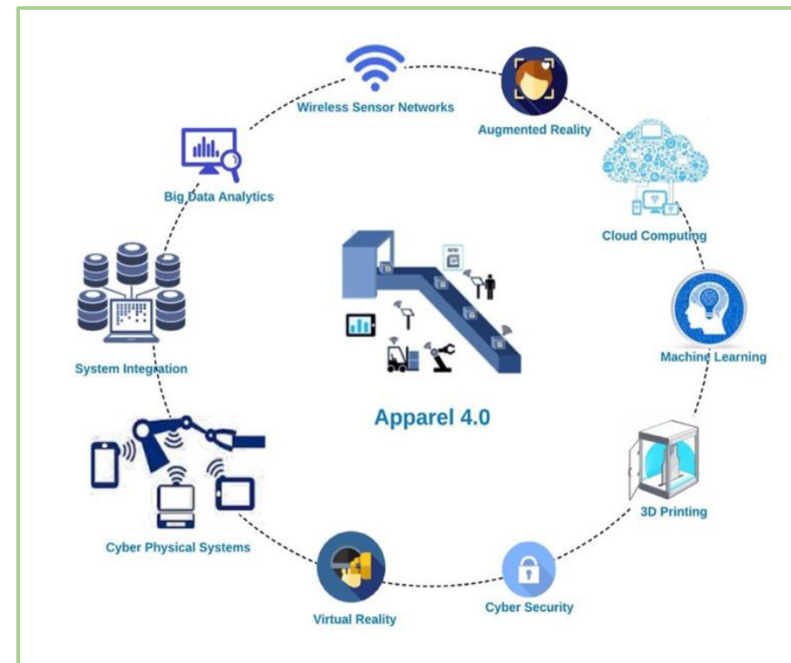 Wireless Sensor Networks
Augmented Reality
Big Data Analytics
Cloud Computing
System Integration
Machine Learning
Apparel 4.0
3D Printing
Cyber Physical Systems
Cyber Security
Virtual Reality